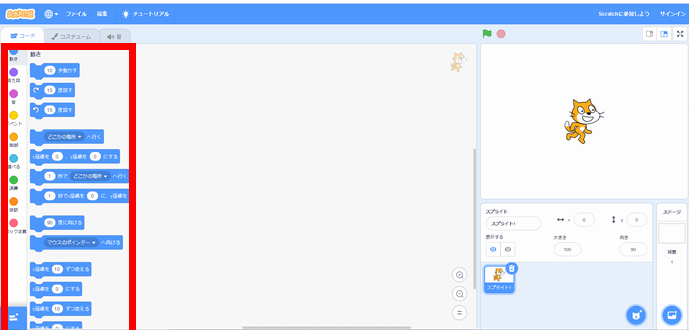 SCRATCH
ファイル 編集 チュートリアル Scratchに参加しよう サインイン
コード コスチューム 音
動き
見た目
音
イベント
制御
調べる
演算
変数
ブロック定義
動き
10 歩動かす
15 度回す
15 度回す
どこかの場所 へ行く
x座標を 0 、y座標を 0 にする
1 秒で どこかの場所 へ行く
1 秒でx座標を 0 に、y座標を
90 度に向ける
マウスのポインター へ向ける
x座標を 10 ずつ変える
x座標を 0 にする
y座標を 10 ずつ変える
スプライト
スプライト1
x 0 y 0
表示する 大きさ 100 向き 90
スプライト1
ステージ
背景
1